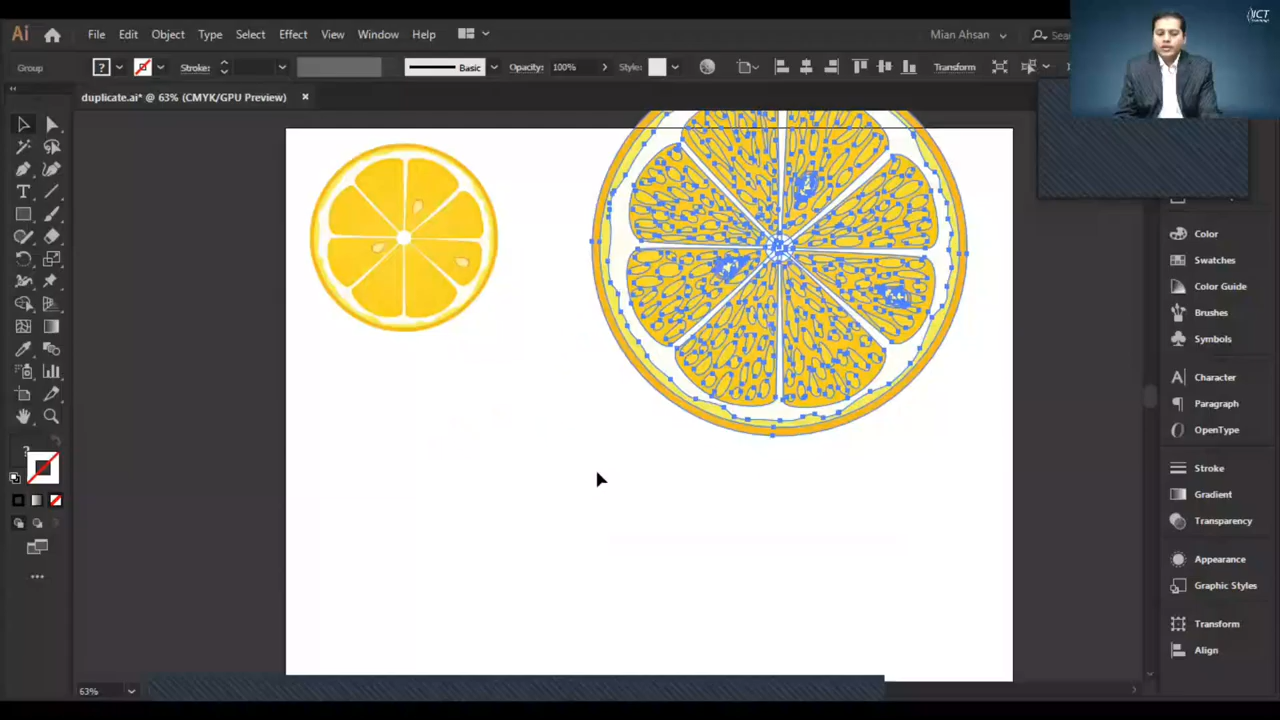 Ai File Edit Object Type Select Effect View Window Help Mian Ahsan Sea
ICT
Group ? Stroke: Basic Opacity: 100% Style: Transform
duplicate.ai* @ 63% (CMYK/GPU Preview) ×
Color
Swatches
Color Guide
Brushes
Symbols
Character
Paragraph
OpenType
Stroke
Gradient
Transparency
Appearance
Graphic Styles
Transform
Align
?
63%